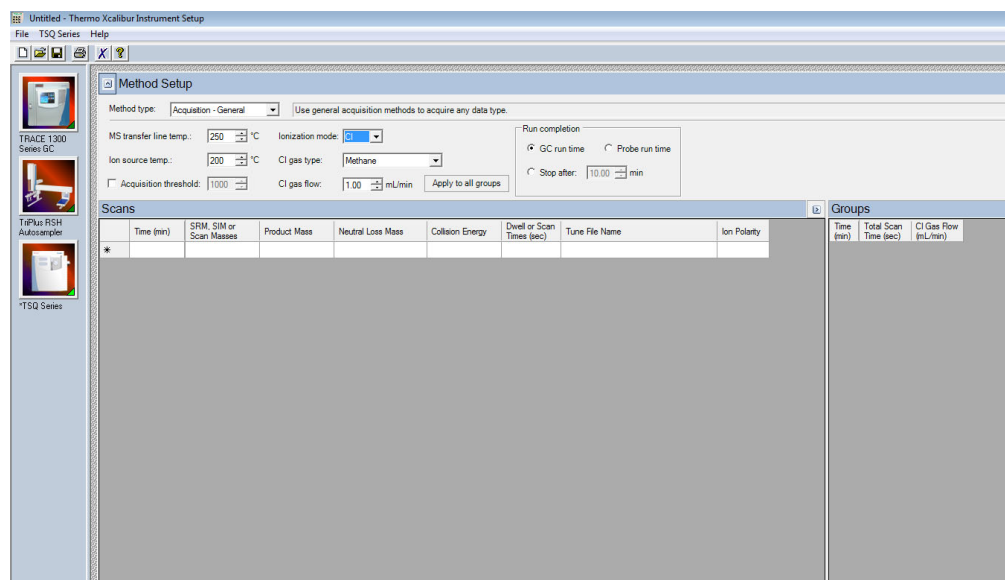 Untitled - Thermo Xcalibur Instrument Setup
File TSQ Series Help
Method Setup
Method type: Acquisition - General Use general acquisition methods to acquire any data type.
MS transfer line temp.: 250 °C Ionization mode: CI
Ion source temp.: 200 °C CI gas type: Methane
Acquisition threshold: 1000 CI gas flow: 1.00 mL/min Apply to all groups
Run completion
GC run time Probe run time
Stop after: 10.00 min
TRACE 1300
Series GC
TriPlus RSH
Autosampler
*TSQ Series
Scans
Time (min) SRM, SIM or Scan Masses Product Mass Neutral Loss Mass Collision Energy Dwell or Scan Times (sec) Tune File Name Ion Polarity
*
Groups
Time (min) Total Scan Time (sec) CI Gas Flow (mL/min)